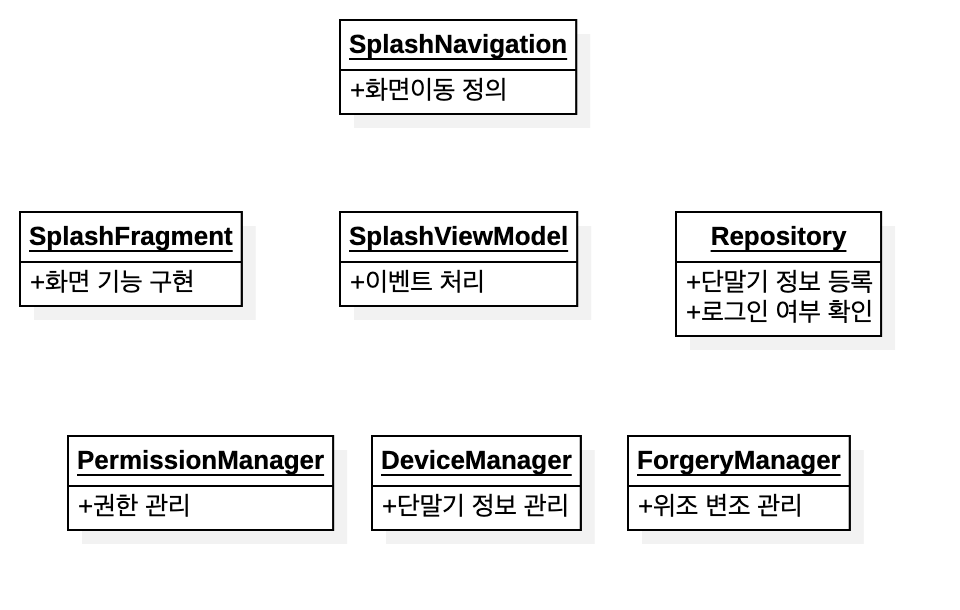 SplashNavigation
+화면이동 정의
SplashFragment
+화면 기능 구현
SplashViewModel
+이벤트 처리
Repository
+단말기 정보 등록
+로그인 여부 확인
PermissionManager
+권한 관리
DeviceManager
+단말기 정보 관리
ForgeryManager
+위조 변조 관리